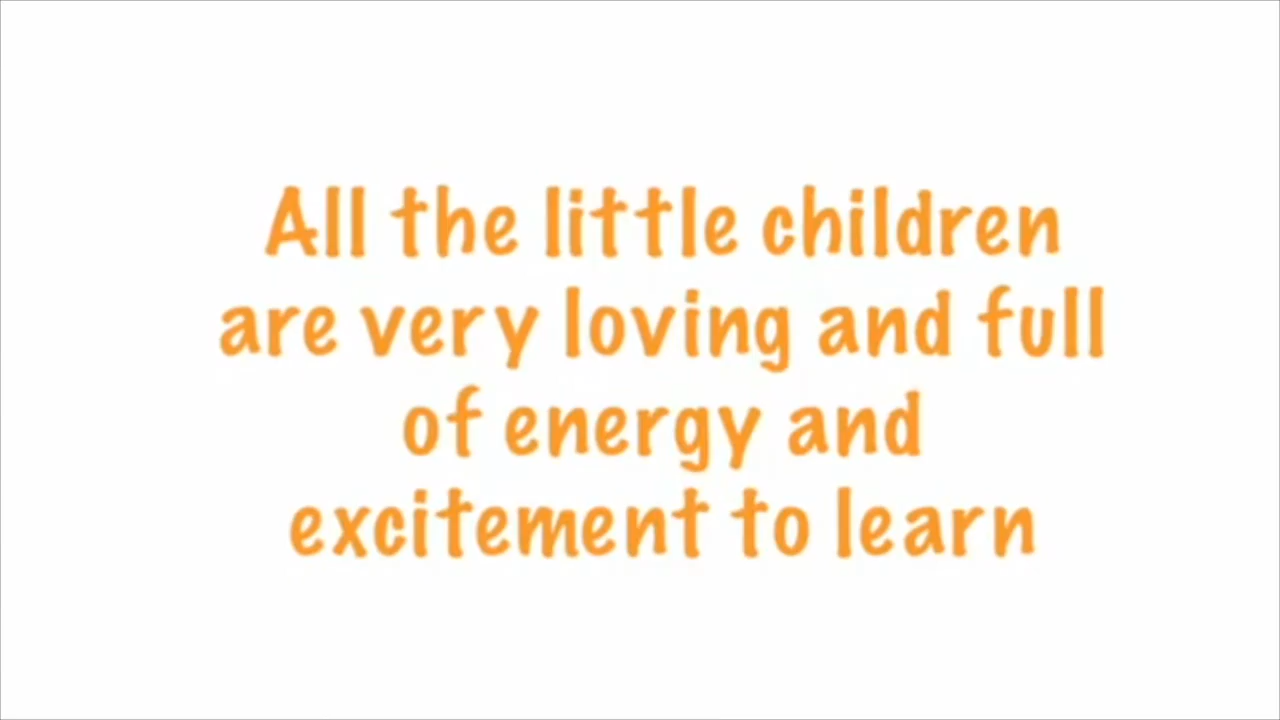 All the little children
are very loving and full
of energy and
excitement to learn